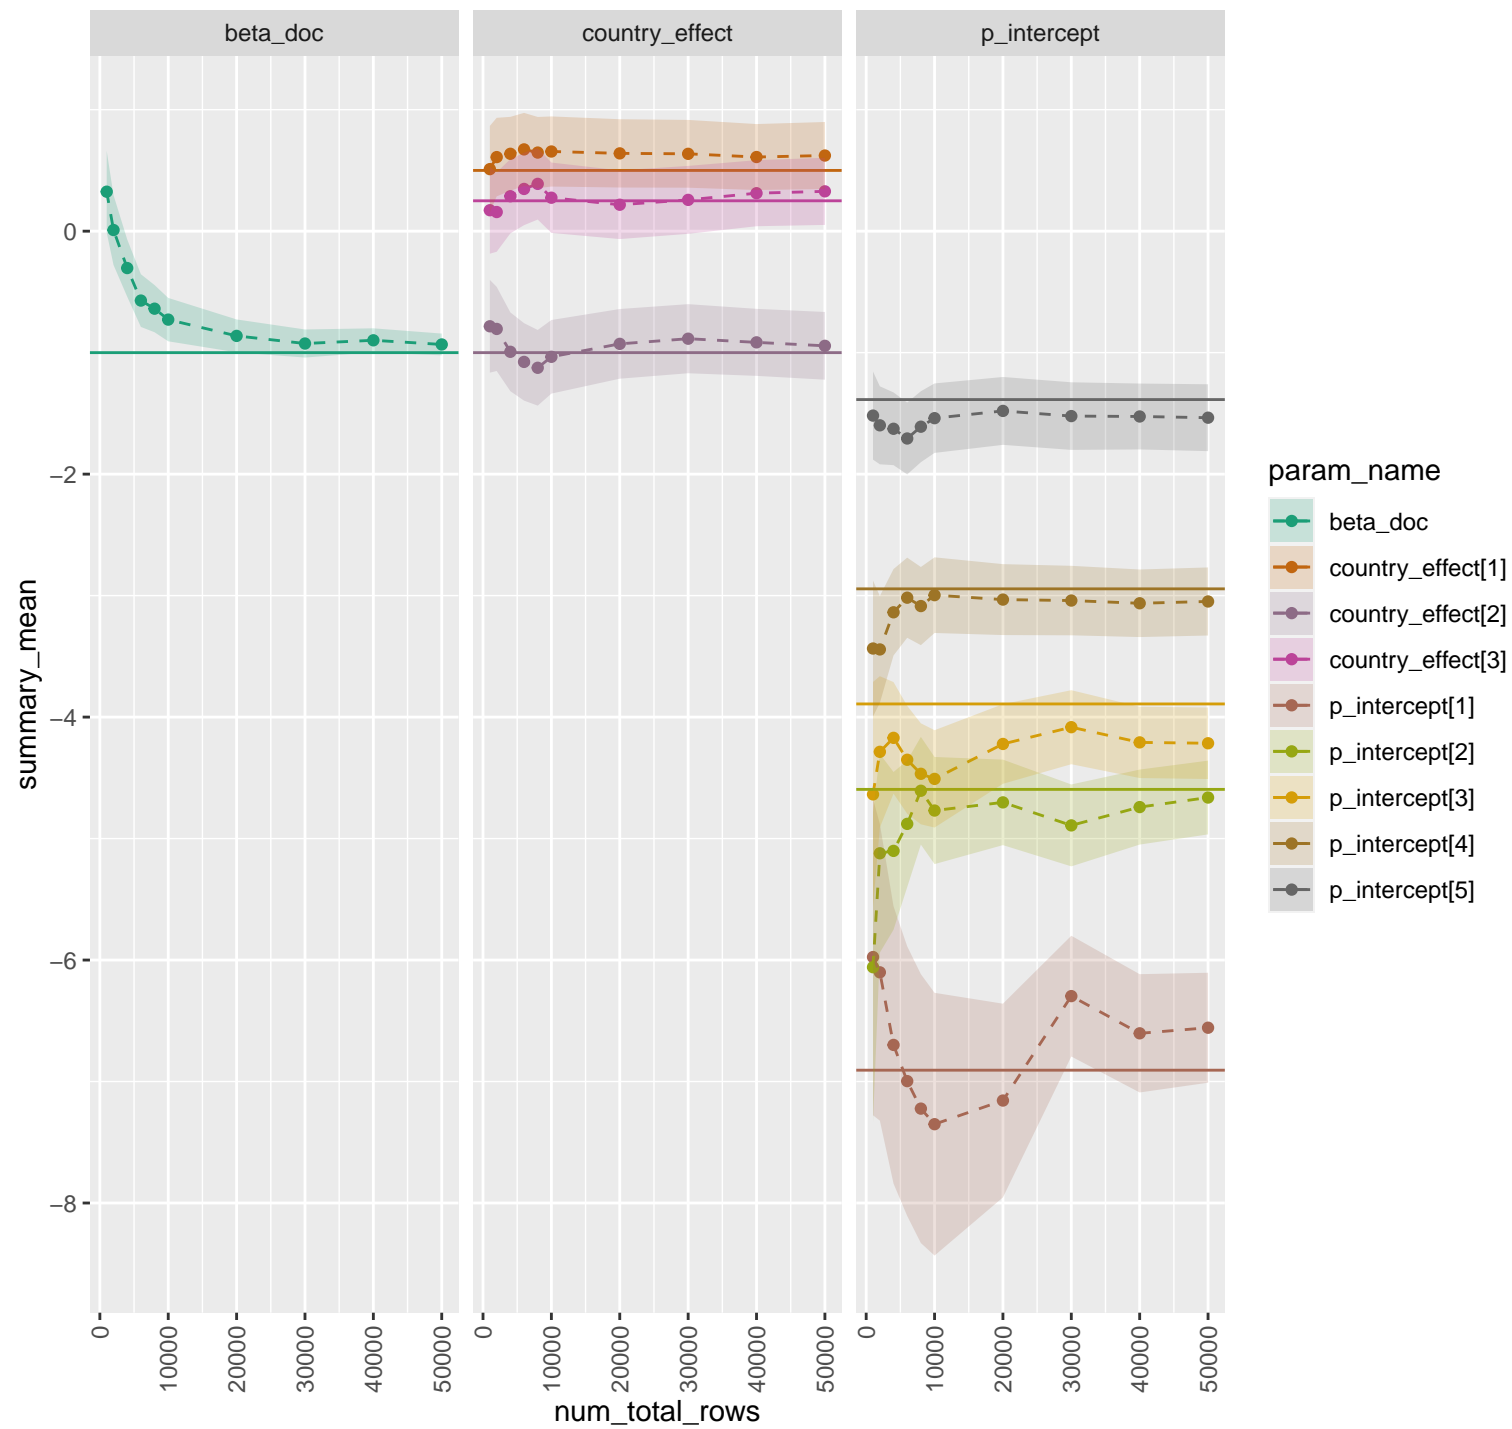 beta_doc country_effect p_intercept
0
−2
−4
−6
−8
summary_mean
0 10000 20000 30000 40000 50000 0 10000 20000 30000 40000 50000 0 10000 20000 30000 40000 50000
num_total_rows
param_name
beta_doc
country_effect[1]
country_effect[2]
country_effect[3]
p_intercept[1]
p_intercept[2]
p_intercept[3]
p_intercept[4]
p_intercept[5]